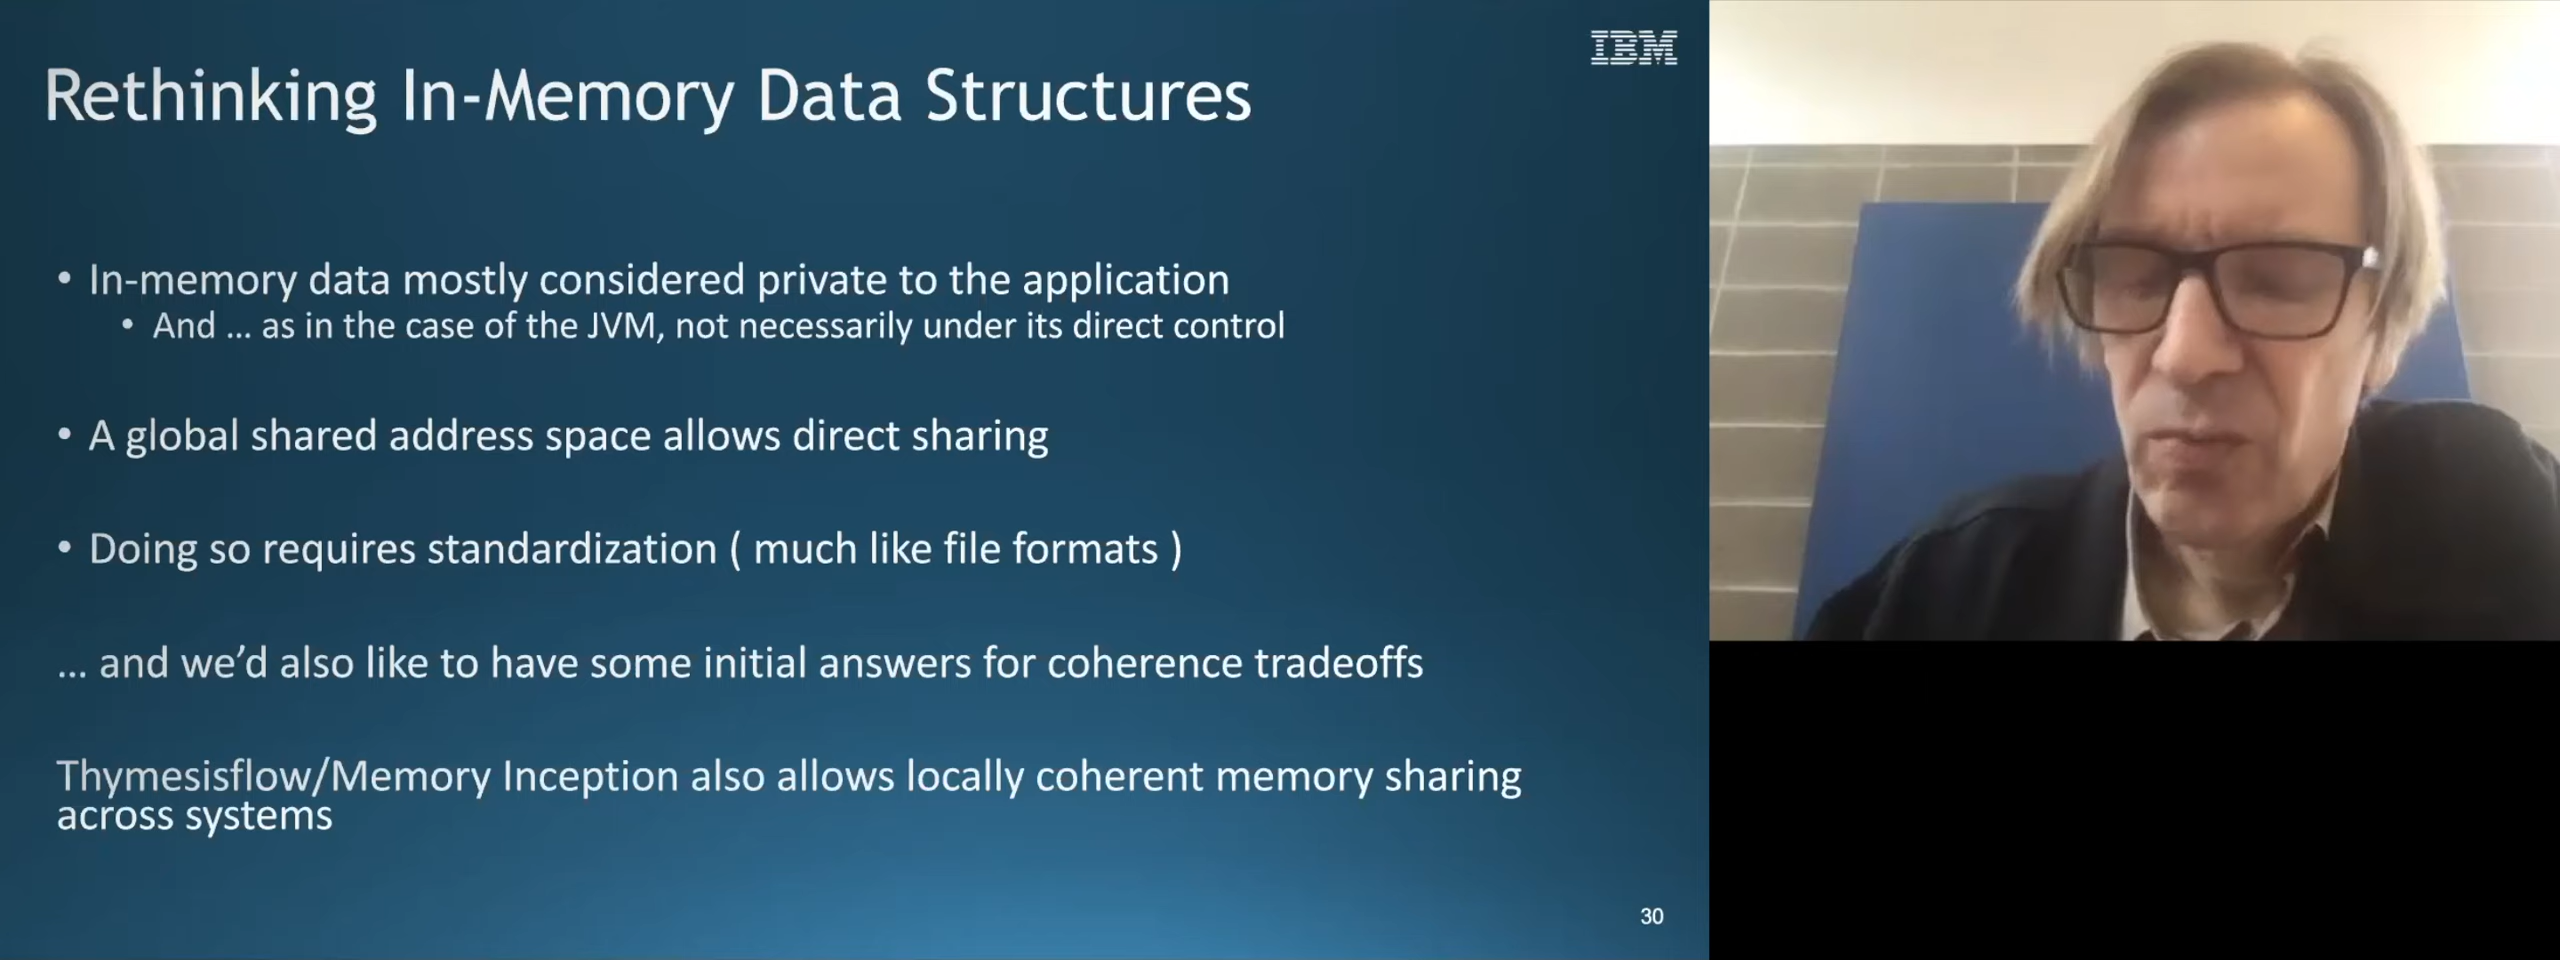 IBM
Rethinking In-Memory Data Structures
• In-memory data mostly considered private to the application
• And ... as in the case of the JVM, not necessarily under its direct control
• A global shared address space allows direct sharing
• Doing so requires standardization ( much like file formats )
... and we’d also like to have some initial answers for coherence tradeoffs
Thymesisflow/Memory Inception also allows locally coherent memory sharing
across systems
30